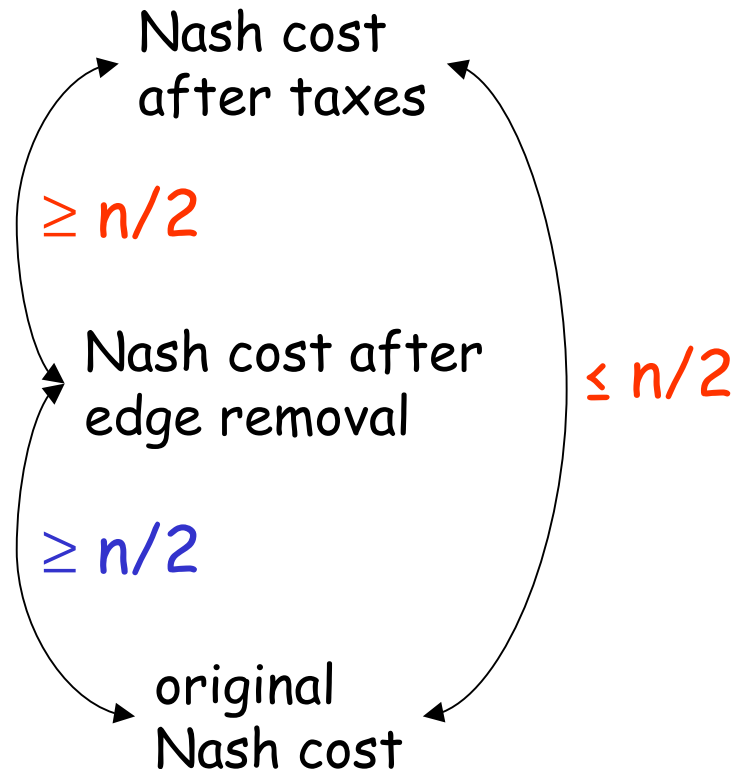 Nash cost
after taxes
≥ n/2
Nash cost after
edge removal
≤ n/2
≥ n/2
original
Nash cost